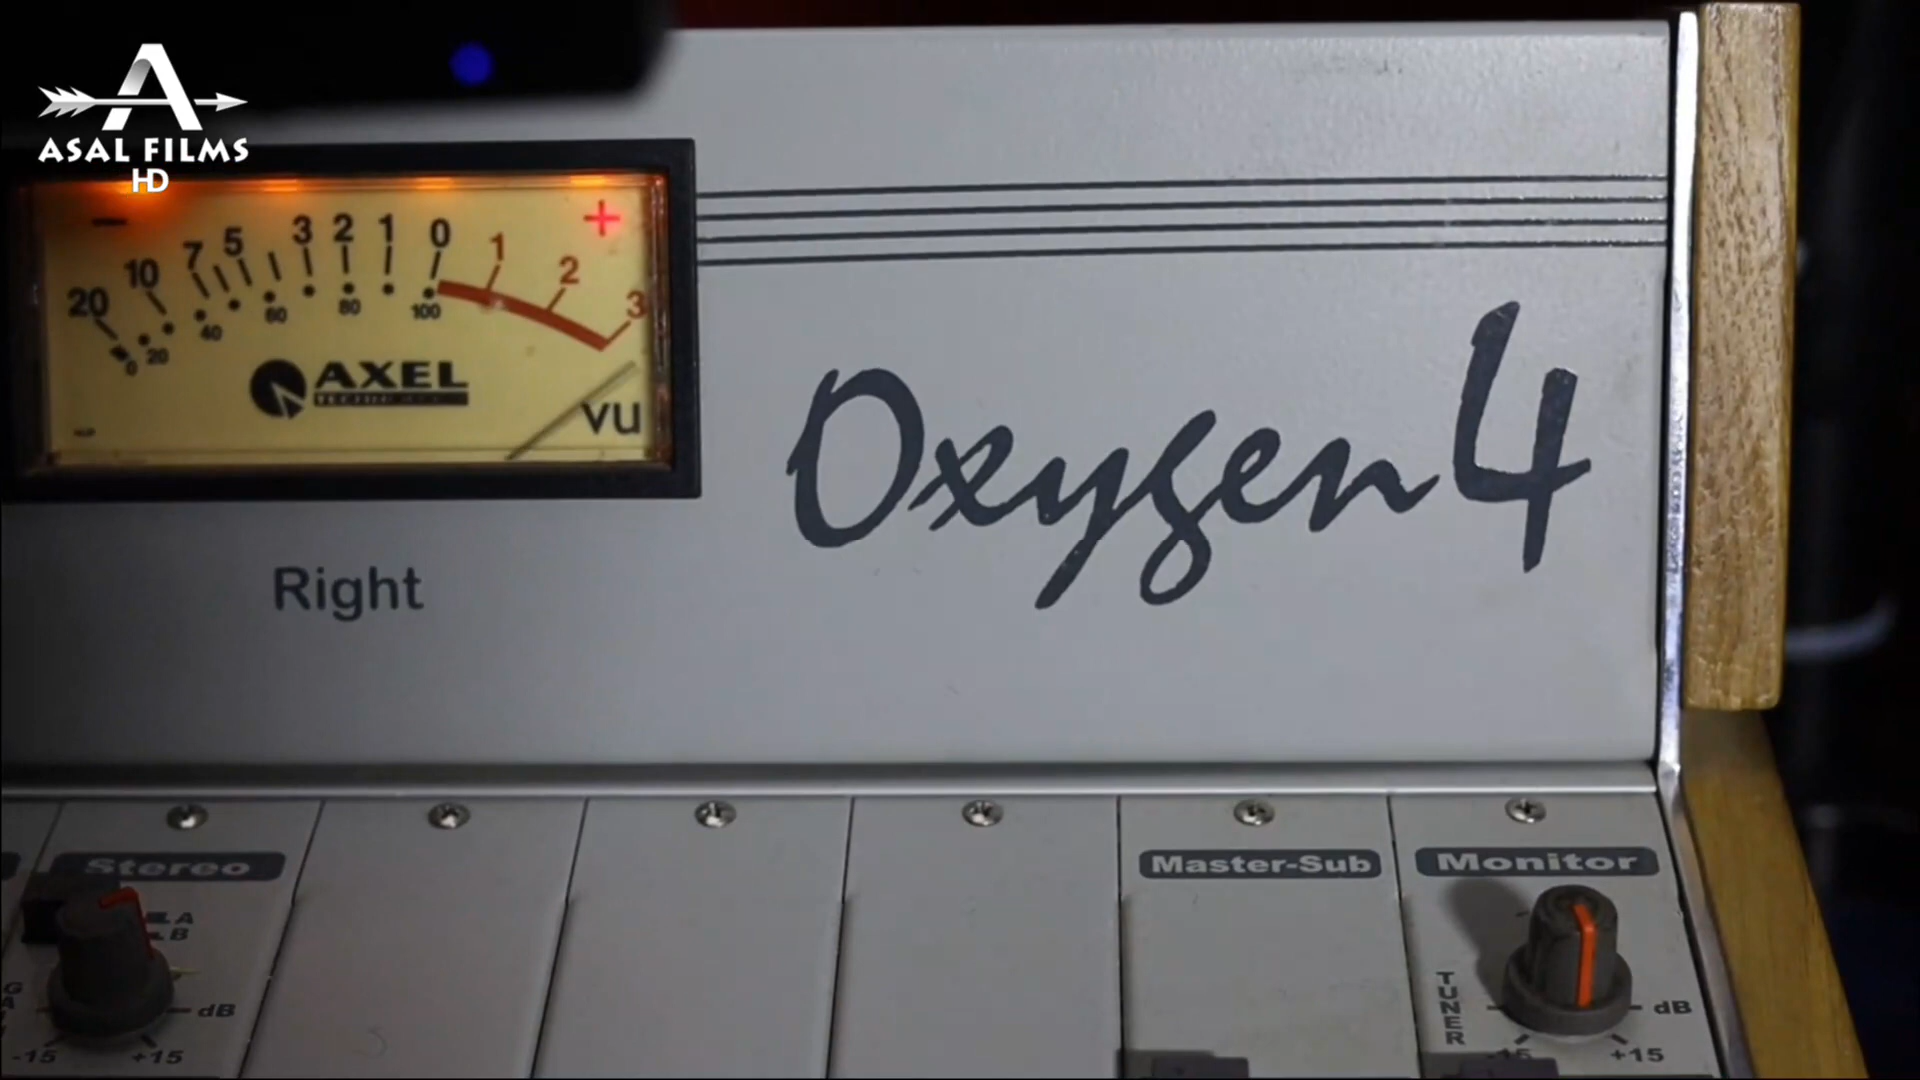 A
ASAL FILMS
HD
- +
20 10 7 5 3 2 1 0 1 2 3
0 20 40 60 80 100
AXEL
VU
Right
Oxygen4
Stereo
A
B
dB
-15 +15
Master-Sub
Monitor
TUNER
dB
-15 +15